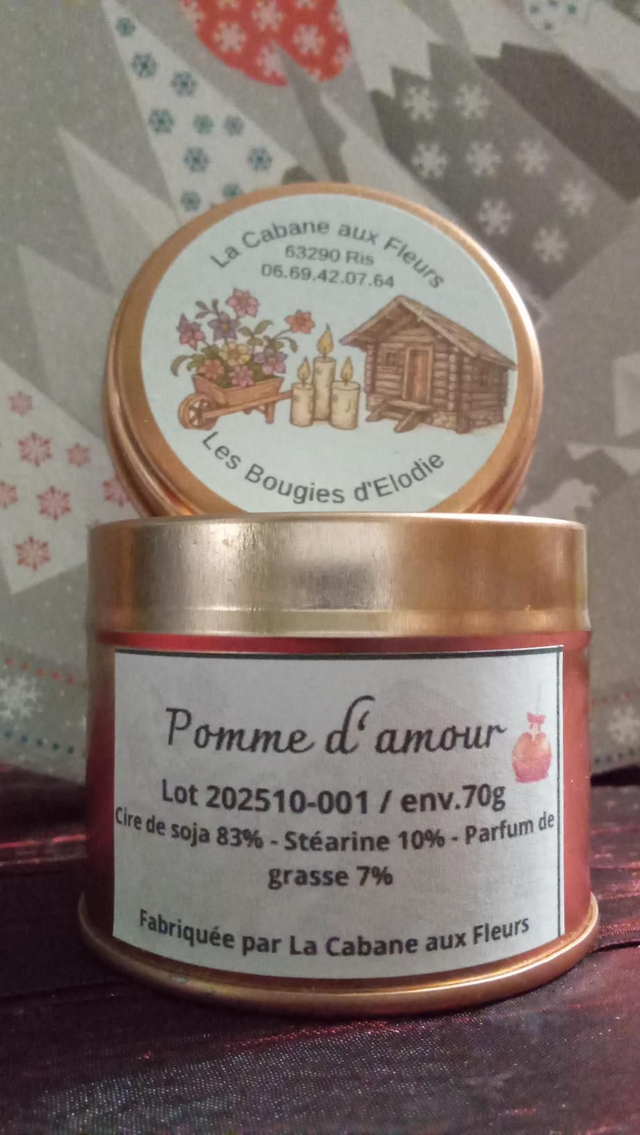 La Cabane aux Fleurs
63290 Ris
06.69.42.07.64
Les Bougies d'Elodie
Pomme d'amour
Lot 202510-001 / env.70g
Cire de soja 83% - Stéarine 10% - Parfum de
grasse 7%
Fabriquée par La Cabane aux Fleurs